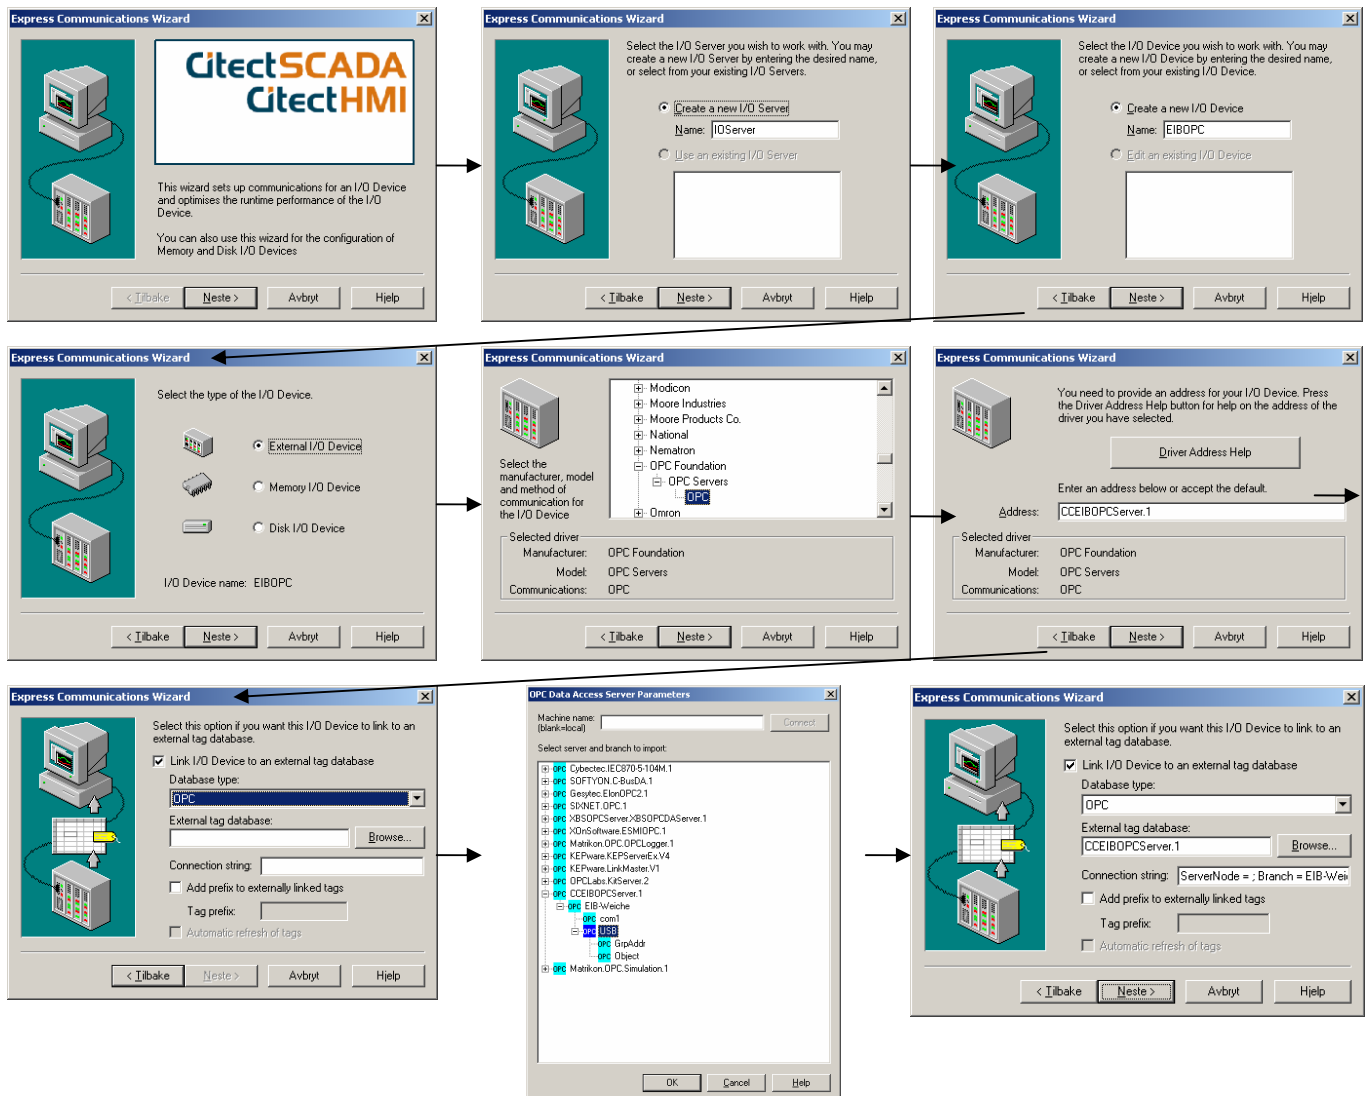 Express Communications Wizard
CitectSCADA
CitectHMI
This wizard sets up communications for an I/O Device
and optimises the runtime performance of the I/O
Device.
You can also use this wizard for the configuration of
Memory and Disk I/O Devices
< Tilbake
Neste >
Avbryt
Hjelp
Express Communications Wizard
Select the I/O Server you wish to work with. You may
create a new I/O Server by entering the desired name,
or select from your existing I/O Servers.
Create a new I/O Server
Name: IOServer
Use an existing I/O Server
< Tilbake
Neste >
Avbryt
Hjelp
Express Communications Wizard
Select the I/O Device you wish to work with. You may
create a new I/O Device by entering the desired name,
or select from your existing I/O Device.
Create a new I/O Device
Name: EIBOPC
Edit an existing I/O Device
< Tilbake
Neste >
Avbryt
Hjelp
Express Communications Wizard
Select the type of the I/O Device.
External I/O Device
Memory I/O Device
Disk I/O Device
I/O Device name: EIBOPC
< Tilbake
Neste >
Avbryt
Hjelp
Express Communications Wizard
Modicon
Moore Industries
Moore Products Co.
National
Nematron
OPC Foundation
OPC Servers
OPC
Omron
Select the
manufacturer, model
and method of
communication for
the I/O Device
Selected driver
Manufacturer: OPC Foundation
Model: OPC Servers
Communications: OPC
< Tilbake
Neste >
Avbryt
Hjelp
Express Communications Wizard
You need to provide an address for your I/O Device. Press
the Driver Address Help button for help on the address of the
driver you have selected.
Driver Address Help
Enter an address below or accept the default.
Address: CCEIBOPCServer.1
Selected driver
Manufacturer: OPC Foundation
Model: OPC Servers
Communications: OPC
< Tilbake
Neste >
Avbryt
Hjelp
Express Communications Wizard
Select this option if you want this I/O Device to link to an
external tag database.
Link I/O Device to an external tag database
Database type:
OPC
External tag database:
Browse...
Connection string:
Add prefix to externally linked tags
Tag prefix:
Automatic refresh of tags
< Tilbake
Neste >
Avbryt
Hjelp
OPC Data Access Server Parameters
Machine name:
(blank=local)
Connect
Select server and branch to import:
OPC Cybectec.IEC870-5-104M.1
OPC SOFTYON.C-BusDA.1
OPC Gesytec.ElonOPC2.1
OPC SIXNET.OPC.1
OPC XBSOPCServer.XBSOPCDAServer.1
OPC XOnSoftware.ESMIOPC.1
OPC Matrikon.OPC.OPCLogger.1
OPC KEPware.KEPServerEx.V4
OPC KEPware.LinkMaster.V1
OPC OPCLabs.KitServer.2
OPC CCEIBOPCServer.1
OPC EIB-Weiche
OPC com1
OPC USB
OPC GrpAddr
OPC Object
OPC Matrikon.OPC.Simulation.1
OK
Cancel
Help
Express Communications Wizard
Select this option if you want this I/O Device to link to an
external tag database.
Link I/O Device to an external tag database
Database type:
OPC
External tag database:
CCEIBOPCServer.1
Browse...
Connection string: ServerNode = ; Branch = EIB-Wei
Add prefix to externally linked tags
Tag prefix:
Automatic refresh of tags
< Tilbake
Neste >
Avbryt
Hjelp